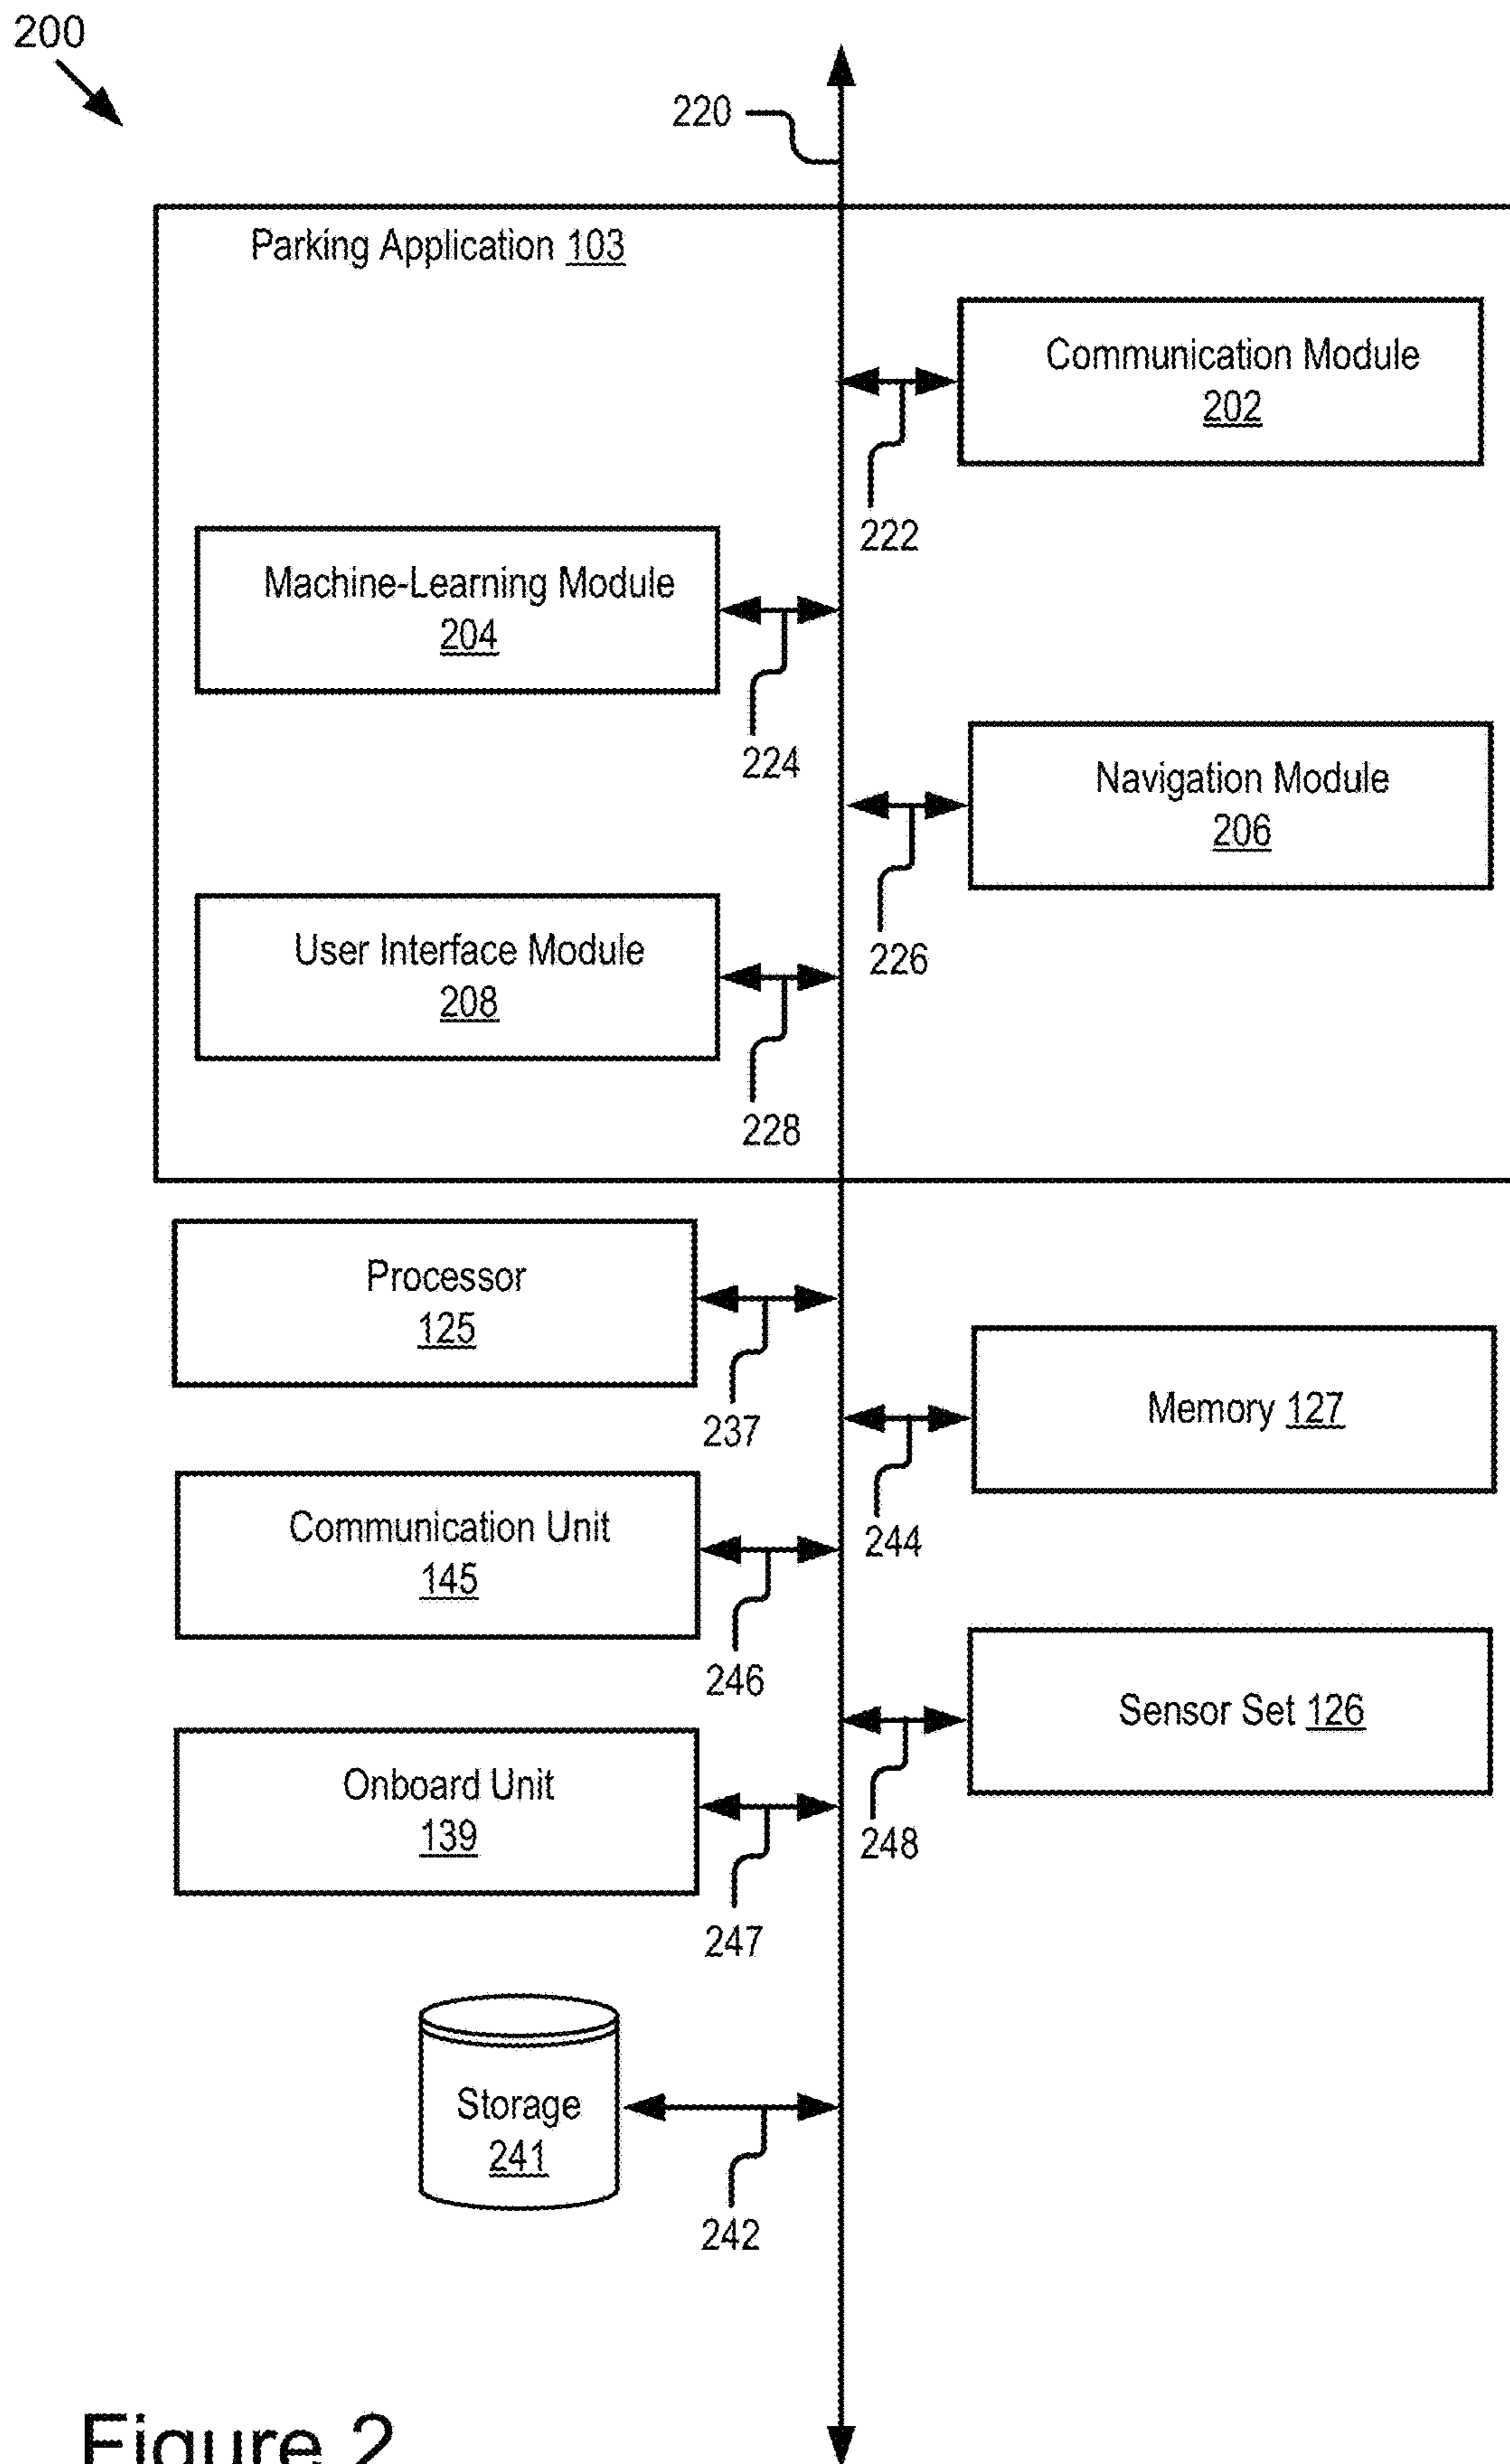 200
220
Parking Application 103
Communication Module
202
222
Machine-Learning Module
204
224
Navigation Module
206
226
User Interface Module
208
228
Processor
125
237
Memory 127
244
Communication Unit
145
246
Sensor Set 126
248
Onboard Unit
139
247
Storage
241
242
Figure 2